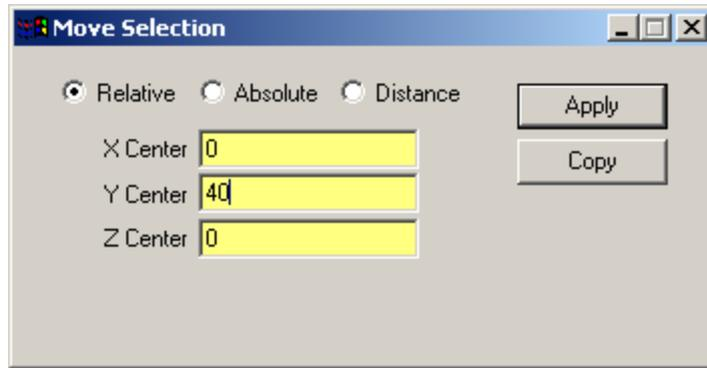 Move Selection
Relative Absolute Distance
Apply
X Center 0
Copy
Y Center 40
Z Center 0